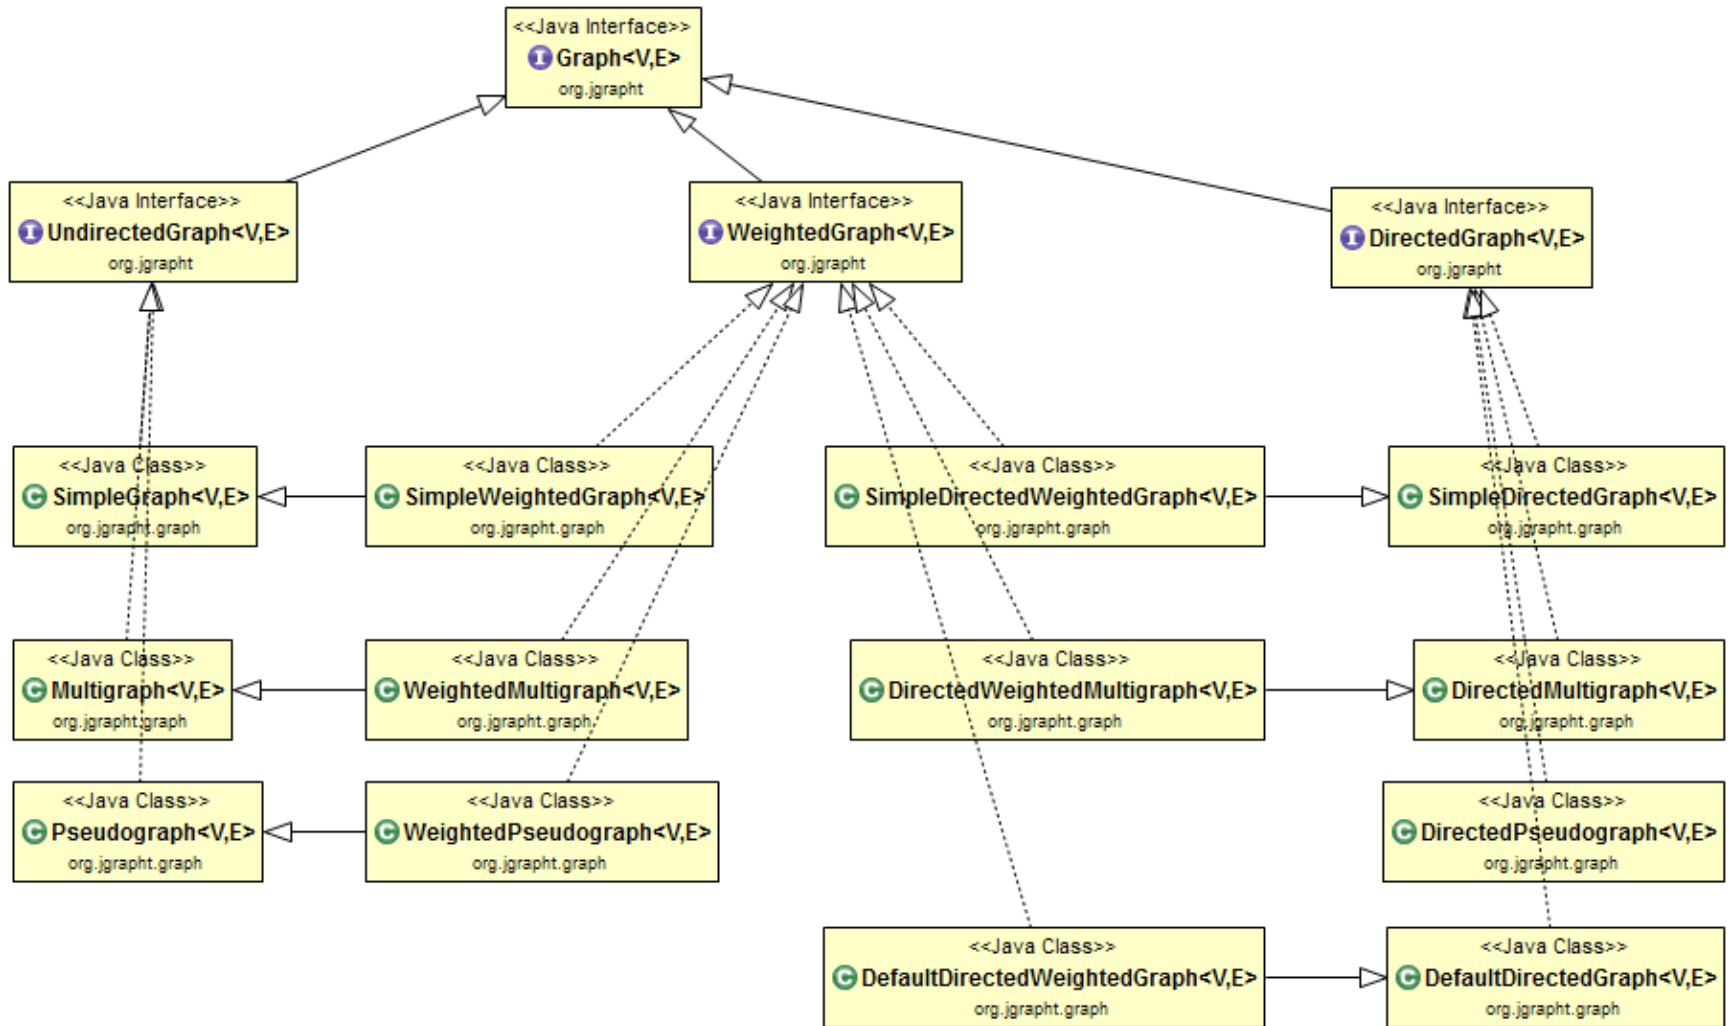 <<Java Interface>>
Graph<V,E>
org.jgrapht
<<Java Interface>>
UndirectedGraph<V,E>
org.jgrapht
<<Java Interface>>
WeightedGraph<V,E>
org.jgrapht
<<Java Interface>>
DirectedGraph<V,E>
org.jgrapht
<<Java Class>>
SimpleGraph<V,E>
org.jgrapht.graph
<<Java Class>>
SimpleWeightedGraph<V,E>
org.jgrapht.graph
<<Java Class>>
SimpleDirectedWeightedGraph<V,E>
org.jgrapht.graph
<<Java Class>>
SimpleDirectedGraph<V,E>
org.jgrapht.graph
<<Java Class>>
Multigraph<V,E>
org.jgrapht.graph
<<Java Class>>
WeightedMultigraph<V,E>
org.jgrapht.graph
<<Java Class>>
DirectedWeightedMultigraph<V,E>
org.jgrapht.graph
<<Java Class>>
DirectedMultigraph<V,E>
org.jgrapht.graph
<<Java Class>>
Pseudograph<V,E>
org.jgrapht.graph
<<Java Class>>
WeightedPseudograph<V,E>
org.jgrapht.graph
<<Java Class>>
DirectedPseudograph<V,E>
org.jgrapht.graph
<<Java Class>>
DefaultDirectedWeightedGraph<V,E>
org.jgrapht.graph
<<Java Class>>
DefaultDirectedGraph<V,E>
org.jgrapht.graph